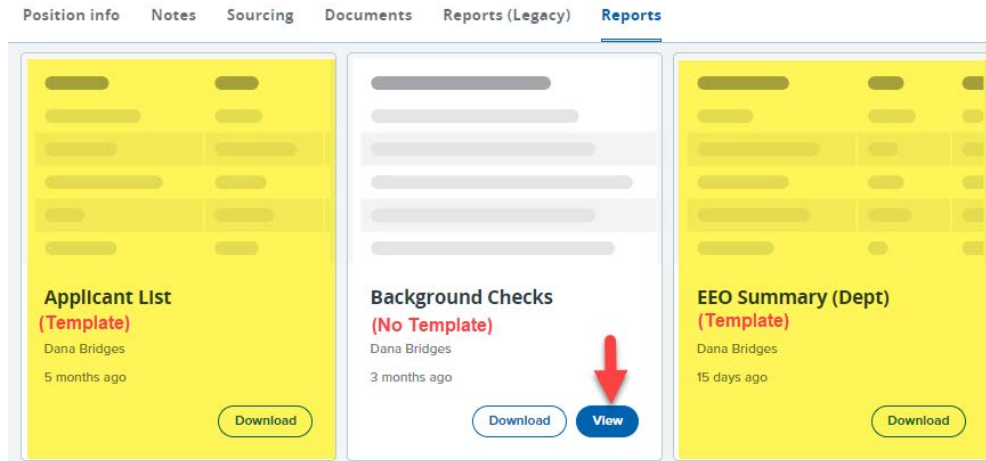 Position info Notes Sourcing Documents Reports (Legacy) Reports
Applicant List
(Template)
Dana Bridges
5 months ago
Download
Background Checks
(No Template)
Dana Bridges
3 months ago
Download View
EEO Summary (Dept)
(Template)
Dana Bridges
15 days ago
Download